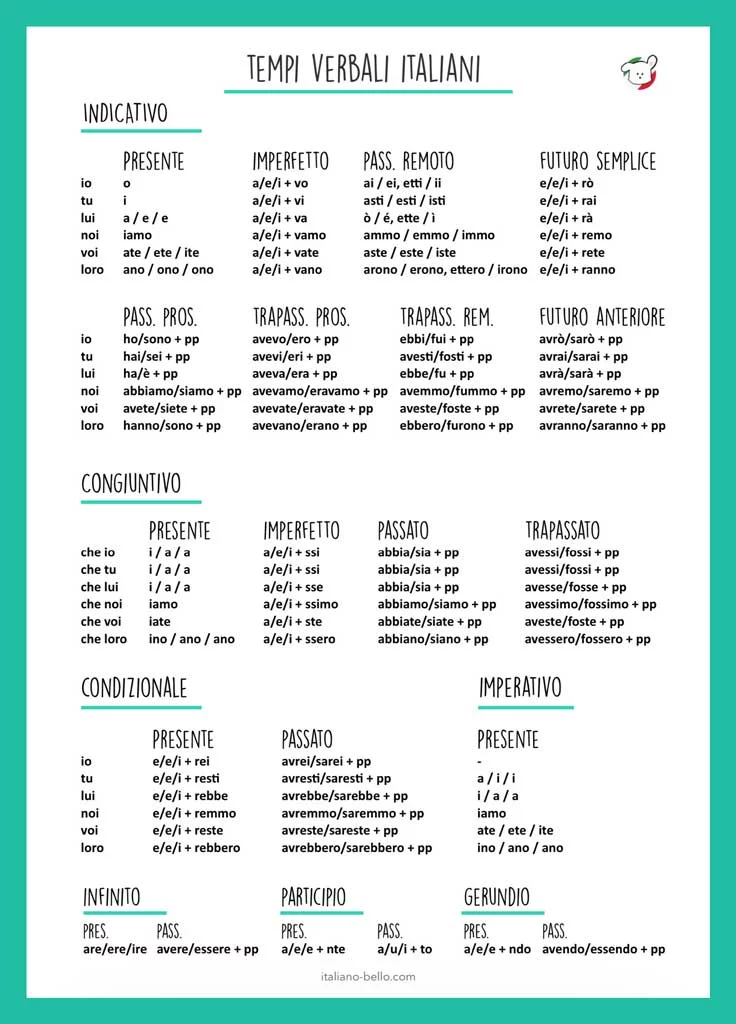 TEMPI VERBALI ITALIANI
INDICATIVO
PRESENTE IMPERFETTO PASS. REMOTO FUTURO SEMPLICE
io o a/e/i + vo ai / ei, etti / ii e/e/i + rò
tu i a/e/i + vi asti / esti / isti e/e/i + rai
lui a / e / e a/e/i + va ò / é, ette / ì e/e/i + rà
noi iamo a/e/i + vamo ammo / emmo / immo e/e/i + remo
voi ate / ete / ite a/e/i + vate aste / este / iste e/e/i + rete
loro ano / ono / ono a/e/i + vano arono / erono, ettero / irono e/e/i + ranno
PASS. PROS. TRAPASS. PROS. TRAPASS. REM. FUTURO ANTERIORE
io ho/sono + pp avevo/ero + pp ebbi/fui + pp avrò/sarò + pp
tu hai/sei + pp avevi/eri + pp avesti/fosti + pp avrai/sarai + pp
lui ha/è + pp aveva/era + pp ebbe/fu + pp avrà/sarà + pp
noi abbiamo/siamo + pp avevamo/eravamo + pp avemmo/fummo + pp avremo/saremo + pp
voi avete/siete + pp avevate/eravate + pp aveste/foste + pp avrete/sarete + pp
loro hanno/sono + pp avevano/erano + pp ebbero/furono + pp avranno/saranno + pp
CONGIUNTIVO
PRESENTE IMPERFETTO PASSATO TRAPASSATO
che io i / a / a a/e/i + ssi abbia/sia + pp avessi/fossi + pp
che tu i / a / a a/e/i + ssi abbia/sia + pp avessi/fossi + pp
che lui i / a / a a/e/i + sse abbia/sia + pp avesse/fosse + pp
che noi iamo a/e/i + ssimo abbiamo/siamo + pp avessimo/fossimo + pp
che voi iate a/e/i + ste abbiate/siate + pp aveste/foste + pp
che loro ino / ano / ano a/e/i + ssero abbiano/siano + pp avessero/fossero + pp
CONDIZIONALE IMPERATIVO
PRESENTE PASSATO PRESENTE
io e/e/i + rei avrei/sarei + pp -
tu e/e/i + resti avresti/saresti + pp a / i / i
lui e/e/i + rebbe avrebbe/sarebbe + pp i / a / a
noi e/e/i + remmo avremmo/saremmo + pp iamo
voi e/e/i + reste avreste/sareste + pp ate / ete / ite
loro e/e/i + rebbero avrebbero/sarebbero + pp ino / ano / ano
INFINITO PARTICIPIO GERUNDIO
PRES. PASS. PRES. PASS. PRES. PASS.
are/ere/ire avere/essere + pp a/e/e + nte a/u/i + to a/e/e + ndo avendo/essendo + pp
italiano-bello.com